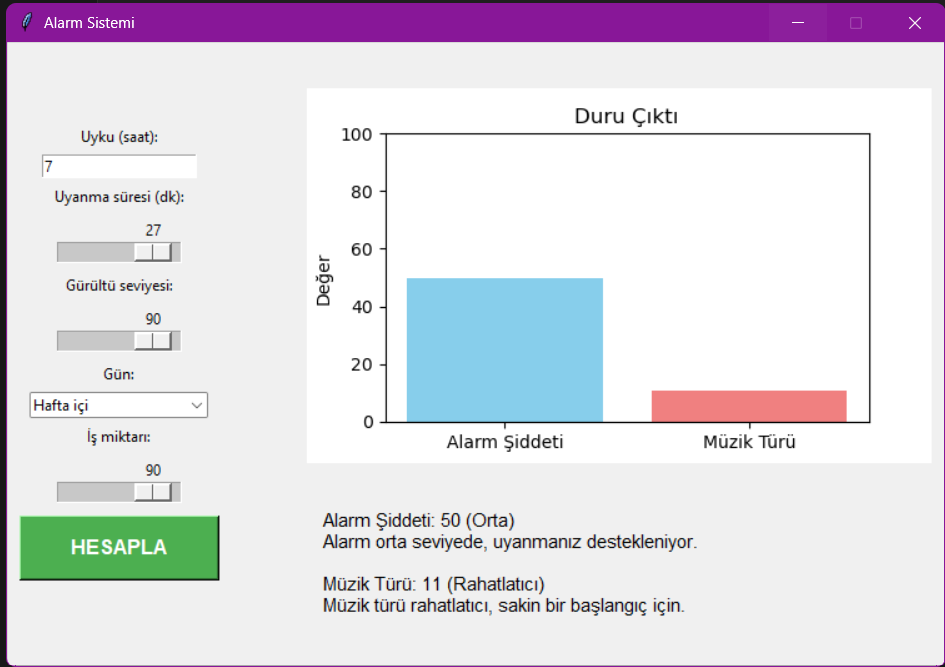 Alarm Sistemi
Uyku (saat):
7
Uyanma süresi (dk):
27
Gürültü seviyesi:
90
Gün:
Hafta içi
İş miktarı:
90
HESAPLA
Duru Çıktı
Değer
100
80
60
40
20
0
Alarm Şiddeti
Müzik Türü
Alarm Şiddeti: 50 (Orta)
Alarm orta seviyede, uyanmanız destekleniyor.
Müzik Türü: 11 (Rahatlatıcı)
Müzik türü rahatlatıcı, sakin bir başlangıç için.